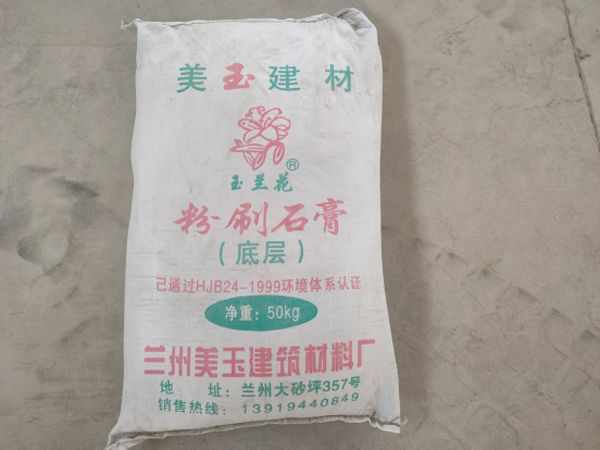 美玉建材
®
玉兰花
粉刷石膏
（底层）
已通过HJB24-1999环境体系认证
净重：50kg
兰州美玉建筑材料厂
地 址：兰州大砂坪357号
销售热线：13919440849